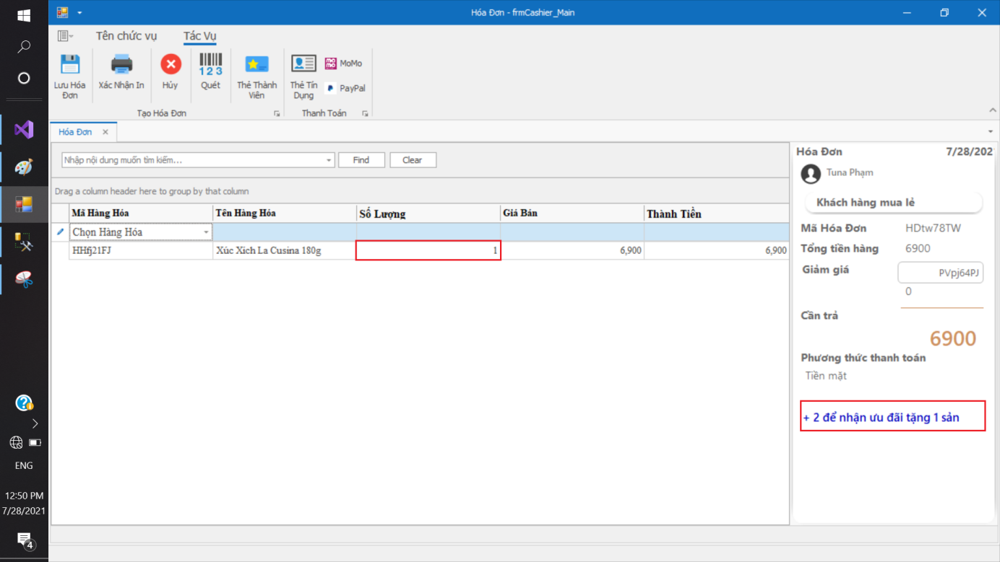 Hóa Đơn - frmCashier_Main
Tên chức vụ
Tác Vụ
Lưu Hóa Đơn
Xác Nhận In
Hủy
1 2 3
Quét
Thẻ Thành Viên
Thẻ Tín Dụng
MoMo
PayPal
Tạo Hóa Đơn
Thanh Toán
Hóa Đơn
Nhập nội dung muốn tìm kiếm...
Find
Clear
Drag a column header here to group by that column
Mã Hàng Hóa
Tên Hàng Hóa
Số Lượng
Giá Bán
Thành Tiền
Chọn Hàng Hóa
HHfj21FJ
Xúc Xích La Cusina 180g
1
6,900
6,900
Hóa Đơn
7/28/202
Tuna Phạm
Khách hàng mua lẻ
Mã Hóa Đơn
HDtw78TW
Tổng tiền hàng
6900
Giảm giá
PVpj64PJ
0
Cần trả
6900
Phương thức thanh toán
Tiền mặt
+ 2 để nhận ưu đãi tặng 1 sản
ENG
12:50 PM
7/28/2021
4